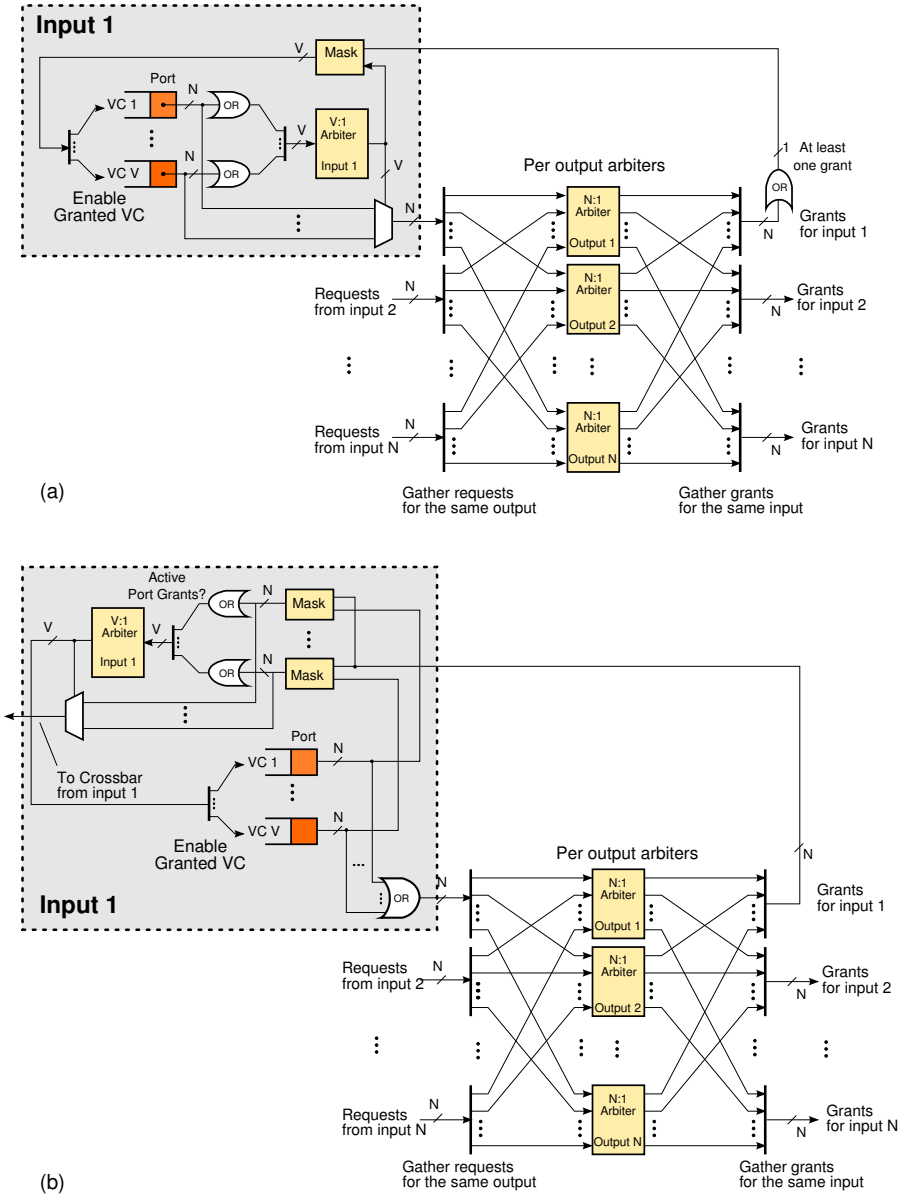 Input 1
V
Mask
Port
VC 1
N
OR
V
V:1
Arbiter
Input 1
1
At least
one grant
Per output arbiters
VC V
N
OR
V
OR
Enable
Granted VC
N
N:1
Arbiter
Output 1
N
Grants
for input 1
Requests
from input 2
N
N:1
Arbiter
Output 2
N
Grants
for input 2
Requests
from input N
N
N:1
Arbiter
Output N
N
Grants
for input N
(a)
Gather requests
for the same output
Gather grants
for the same input
Active
Port Grants?
OR
N
Mask
V
V:1
Arbiter
Input 1
V
OR
N
Mask
Port
To Crossbar
from input 1
VC 1
N
VC V
N
Enable
Granted VC
Per output arbiters
N
Input 1
OR
N
N:1
Arbiter
Output 1
Grants
for input 1
Requests
from input 2
N
N:1
Arbiter
Output 2
N
Grants
for input 2
Requests
from input N
N
N:1
Arbiter
Output N
N
Grants
for input N
(b)
Gather requests
for the same output
Gather grants
for the same input